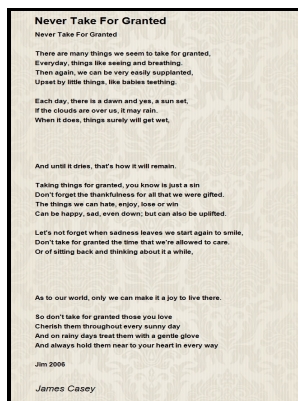 Never Take For Granted
Never Take For Granted
There are many things we seem to take for granted,
Everyday, things like seeing and breathing.
Then again, we can be very easily supplanted,
Upset by little things, like babies teething.
Each day, there is a dawn and yes, a sun set,
If the clouds are over us, it may rain.
When it does, things surely will get wet,
And until it dries, that's how it will remain.
Taking things for granted, you know is just a sin
Don't forget the thankfulness for all that we were gifted.
The things we can hate, enjoy, lose or win
Can be happy, sad, even down; but can also be uplifted.
Let's not forget when sadness leaves we start again to smile,
Don't take for granted the time that we're allowed to care.
Or of sitting back and thinking about it a while,
As to our world, only we can make it a joy to live there.
So don't take for granted those you love
Cherish them throughout every sunny day
And on rainy days treat them with a gentle glove
And always hold them near to your heart in every way
Jim 2006
James Casey